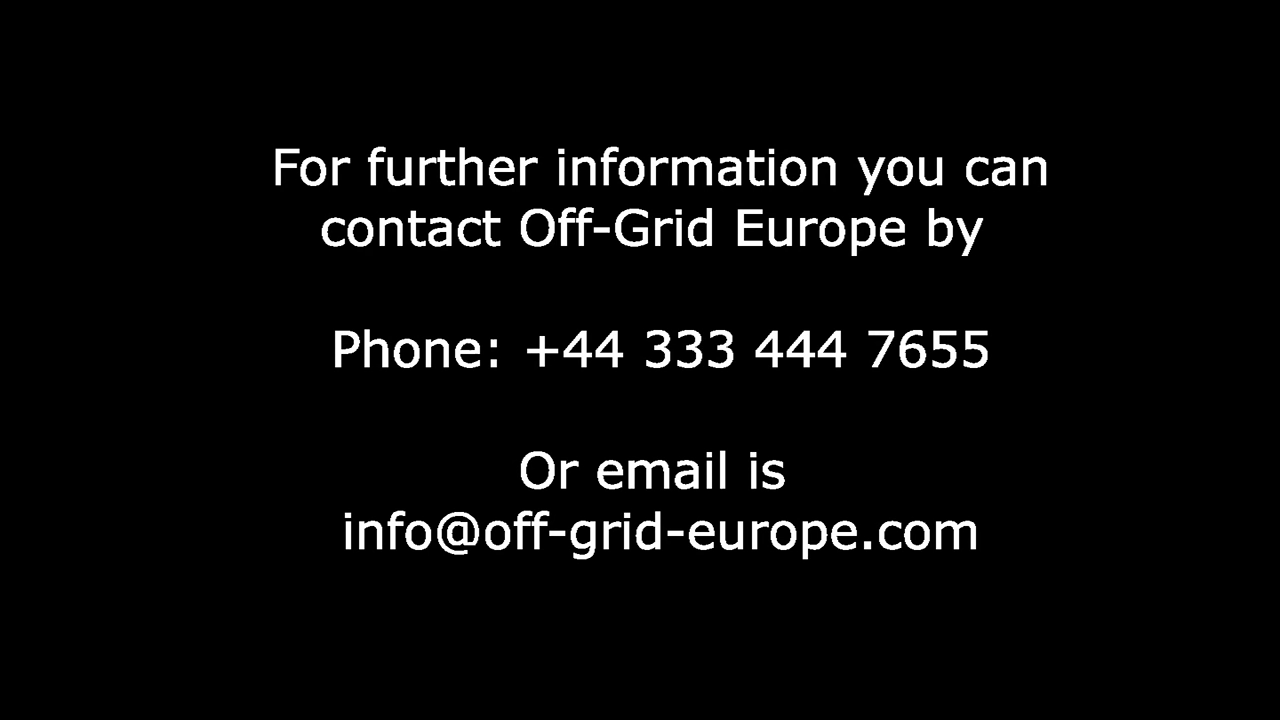 For further information you can
contact Off-Grid Europe by
Phone: +44 333 444 7655
Or email is
info@off-grid-europe.com